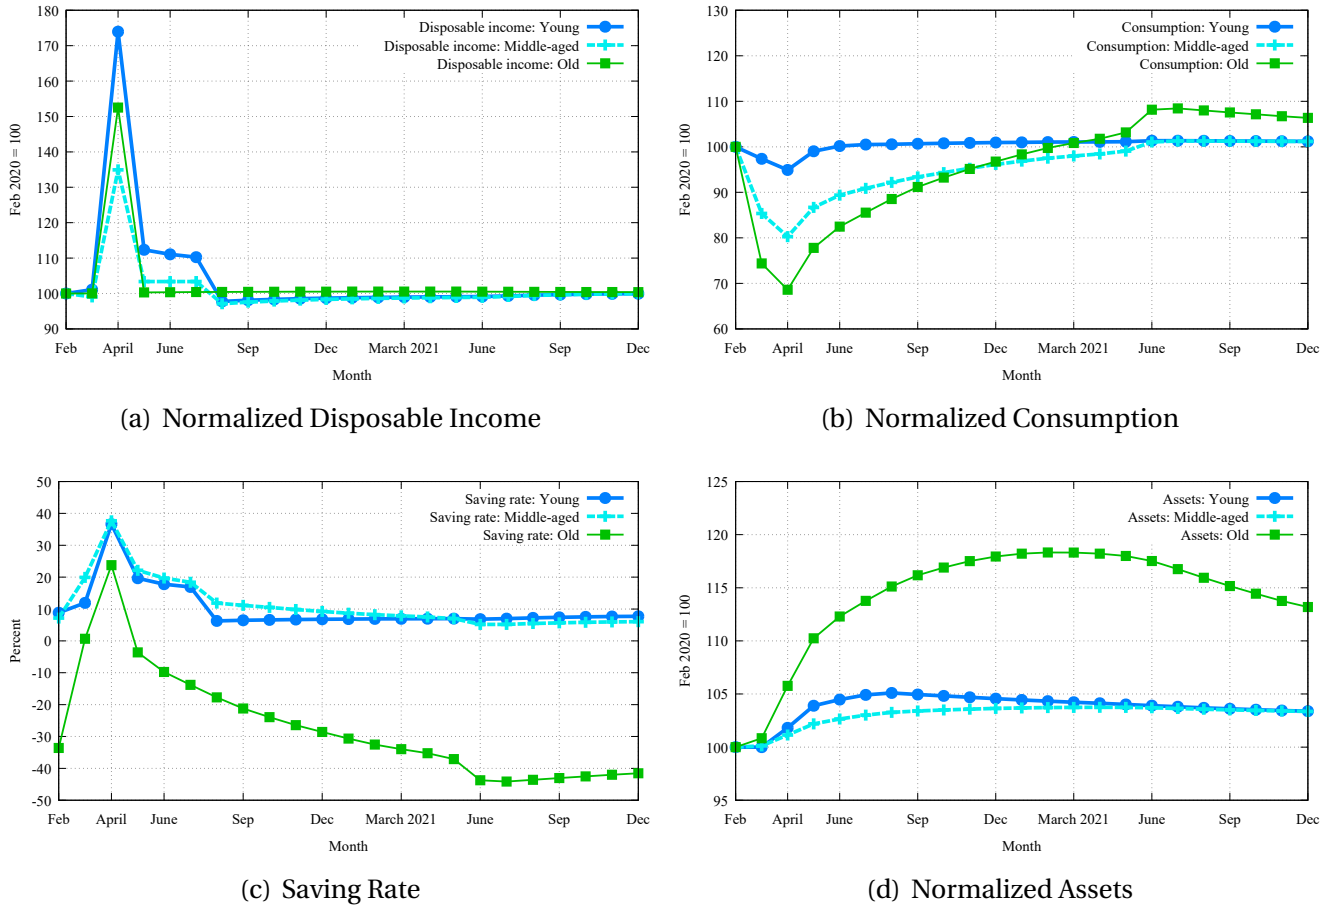 Disposable income: Young
Disposable income: Middle-aged
Disposable income: Old
180
170
160
150
140
130
120
110
100
90
Feb 2020 = 100
Feb April June Sep Dec March 2021 June Sep Dec
Month
(a) Normalized Disposable Income
Consumption: Young
Consumption: Middle-aged
Consumption: Old
130
120
110
100
90
80
70
60
Feb 2020 = 100
Feb April June Sep Dec March 2021 June Sep Dec
Month
(b) Normalized Consumption
Saving rate: Young
Saving rate: Middle-aged
Saving rate: Old
50
40
30
20
10
0
-10
-20
-30
-40
-50
Percent
Feb April June Sep Dec March 2021 June Sep Dec
Month
(c) Saving Rate
Assets: Young
Assets: Middle-aged
Assets: Old
125
120
115
110
105
100
95
Feb 2020 = 100
Feb April June Sep Dec March 2021 June Sep Dec
Month
(d) Normalized Assets